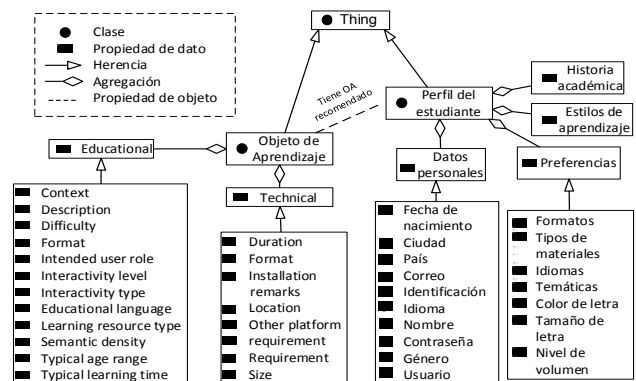 Thing
Clase
Propiedad de dato
Herencia
Agregación
Propiedad de objeto
Tiene OA
recomendado
Historia
académica
Perfil del
estudiante
Estilos de
aprendizaje
Educational
Objeto de
Aprendizaje
Datos
personales
Preferencias
Technical
Context
Description
Difficulty
Format
Intended user role
Interactivity level
Interactivity type
Educational language
Learning resource type
Semantic density
Typical age range
Typical learning time
Duration
Format
Installation
remarks
Location
Other platform
requirement
Requirement
Size
Fecha de
nacimiento
Ciudad
País
Correo
Identificación
Idioma
Nombre
Contraseña
Género
Usuario
Formatos
Tipos de
materiales
Idiomas
Temáticas
Color de letra
Tamaño de
letra
Nivel de
volumen